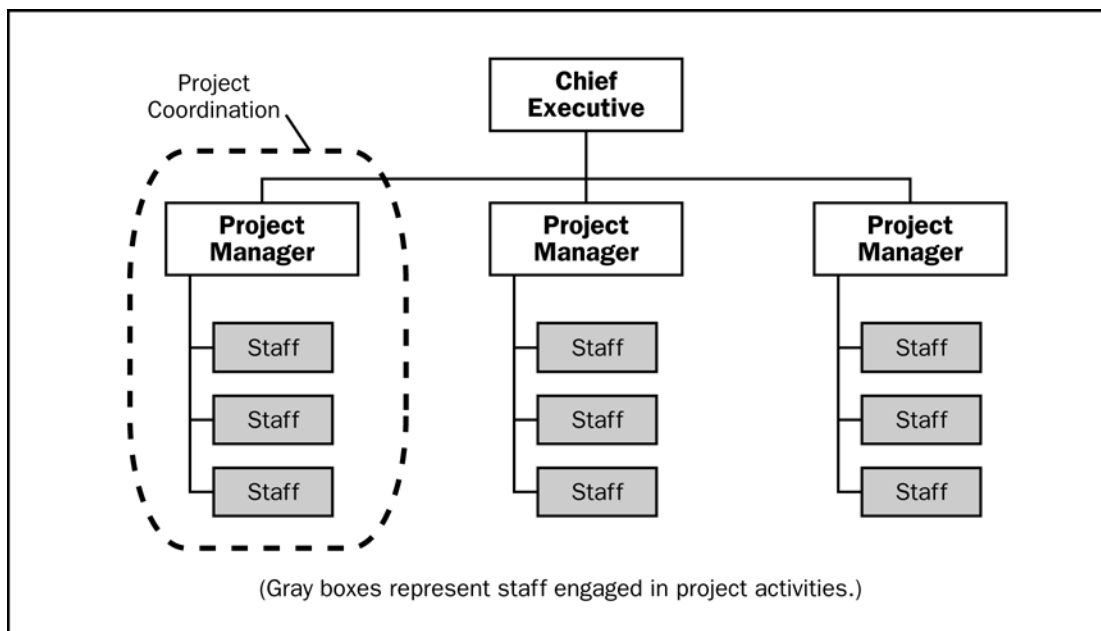 Project
Coordination
Chief
Executive
Project
Manager
Project
Manager
Project
Manager
Staff
Staff
Staff
Staff
Staff
Staff
Staff
Staff
Staff
(Gray boxes represent staff engaged in project activities.)